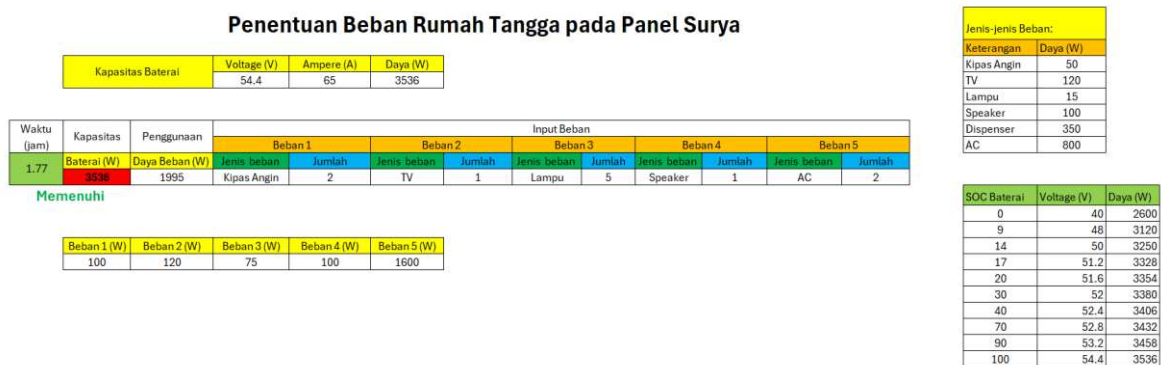 Penentuan Beban Rumah Tangga pada Panel Surya
Kapasitas Baterai
Voltage (V) Ampere (A) Daya (W)
54.4 65 3536
Waktu (jam) Kapasitas Penggunaan Input Beban
Beban 1 Beban 2 Beban 3 Beban 4 Beban 5
1.77 Baterai (W) Daya Beban (W) Jenis beban Jumlah Jenis beban Jumlah Jenis beban Jumlah Jenis beban Jumlah Jenis beban Jumlah
3536 1995 Kipas Angin 2 TV 1 Lampu 5 Speaker 1 AC 2
Memenuhi
Beban 1 (W) Beban 2 (W) Beban 3 (W) Beban 4 (W) Beban 5 (W)
100 120 75 100 1600
Jenis-jenis Beban:
Keterangan Daya (W)
Kipas Angin 50
TV 120
Lampu 15
Speaker 100
Dispenser 350
AC 800
SOC Baterai Voltage (V) Daya (W)
0 40 2600
9 48 3120
14 50 3250
17 51.2 3328
20 51.6 3354
30 52 3380
40 52.4 3406
70 52.8 3432
90 53.2 3458
100 54.4 3536